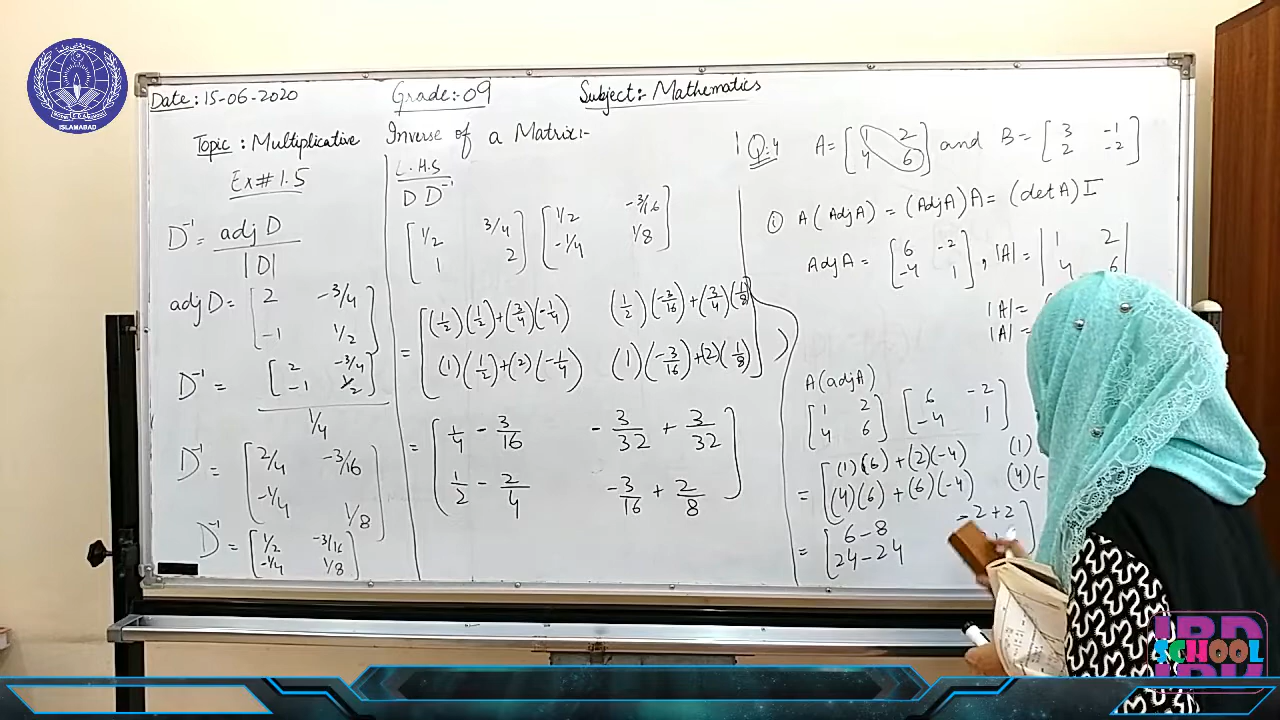 ISLAMABAD
Date: 15-06-2020 Grade:-09 Subject:- Mathematics
Topic: Multiplicative Inverse of a Matrix:-
Ex#1.5
D⁻¹ = adj D / |D|
adj D = [2 -3/4
-1 1/2]
D⁻¹ = [2 -3/4
-1 1/2]
1/4
D⁻¹ = [2/4 -3/16
-1/4 1/8]
D⁻¹ = [1/2 -3/16
-1/4 1/8]
L.H.S
D D⁻¹
[1/2 3/4] [1/2 -3/16
1 2] -1/4 1/8]
= [(1/2)(1/2)+(3/4)(-1/4) (1/2)(-3/16)+(3/4)(1/8)
(1)(1/2)+(2)(-1/4) (1)(-3/16)+(2)(1/8)]
= [1/4 - 3/16 -3/32 + 3/32
1/2 - 2/4 -3/16 + 2/8]
Q:4 A = [1 2 and B = [3 -1
4 6] 2 -2]
i A(AdjA) = (AdjA)A = (detA)I
AdjA = [6 -2 , |A| = |1 2|
-4 1] 4 6
|A| =
|A| =
A(adjA)
[1 2] [6 -2]
4 6 -4 1
= [(1)(6)+(2)(-4) (1)
(4)(6)+(6)(-4) (4)(-
= [6-8 -2+2]
24-24
IBD
SCHOOL